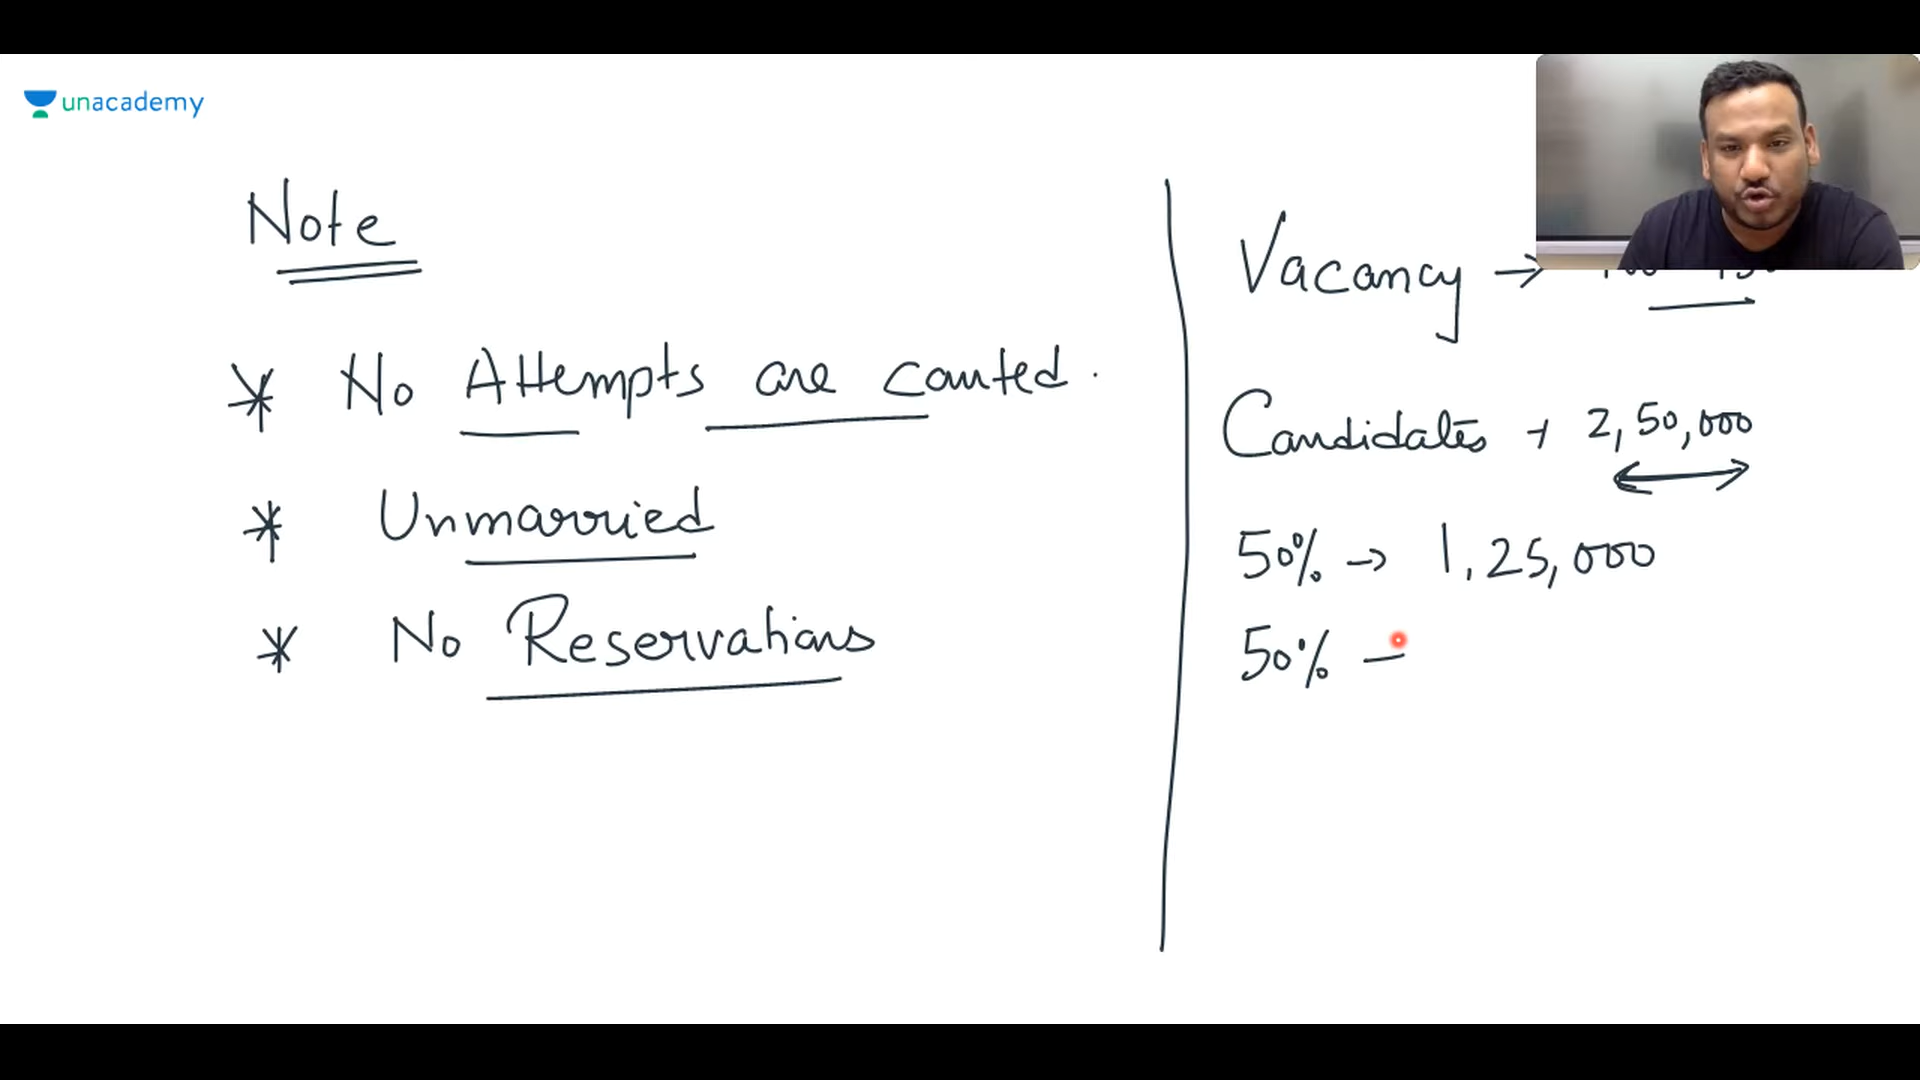 unacademy
Note
* No Attempts are counted.
* Unmarried
* No Reservations
Vacancy →
Candidates → 2,50,000
50% → 1,25,000
50% —